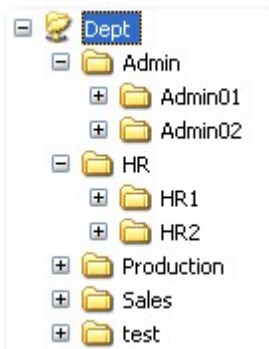 Dept
Admin
Admin01
Admin02
HR
HR1
HR2
Production
Sales
test